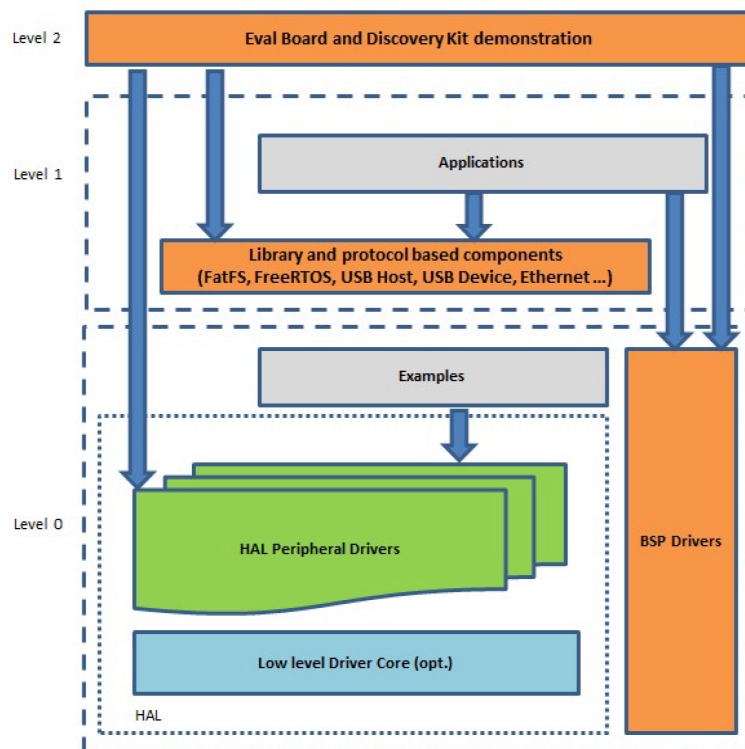 Level 2
Eval Board and Discovery Kit demonstration
Level 1
Applications
Library and protocol based components
(FatFS, FreeRTOS, USB Host, USB Device, Ethernet ...)
Level 0
Examples
HAL Peripheral Drivers
BSP Drivers
Low level Driver Core (opt.)
HAL